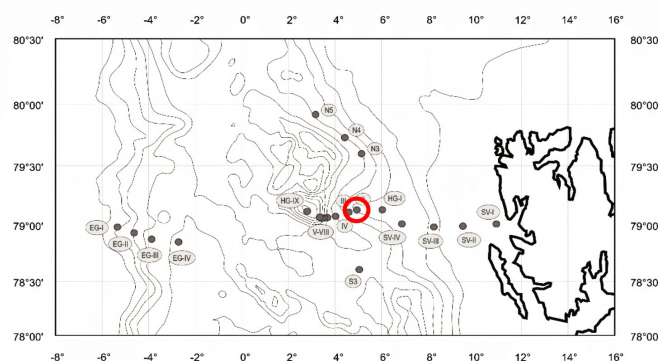 -8° -6° -4° -2° 0° 2° 4° 6° 8° 10° 12° 14° 16°
80°30' 80°30'
N5
80°00' 80°00'
N4
N3
79°30' 79°30'
HG-IX III HG-I
SV-I
EG-I 79°00' 79°00'
EG-II V-VIII IV SV-IV SV-III SV-II
EG-III EG-IV
78°30' S3 78°30'
78°00' 78°00'
-8° -6° -4° -2° 0° 2° 4° 6° 8° 10° 12° 14° 16°